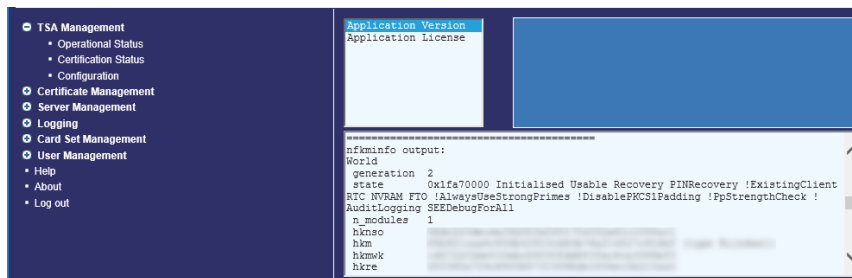 TSA Management
Operational Status
Certification Status
Configuration
Certificate Management
Server Management
Logging
Card Set Management
User Management
Help
About
Log out
Application Version
Application License
==========================================
nfkminfo output:
World
generation 2
state 0x1fa70000 Initialised Usable Recovery PINRecovery !ExistingClient
RTC NVRAM FTO !AlwaysUseStrongPrimes !DisablePKCS1Padding !PpStrengthCheck !
AuditLogging SEEDebugForAll
n_modules 1
hknso
hkm
hkmwk
hkre